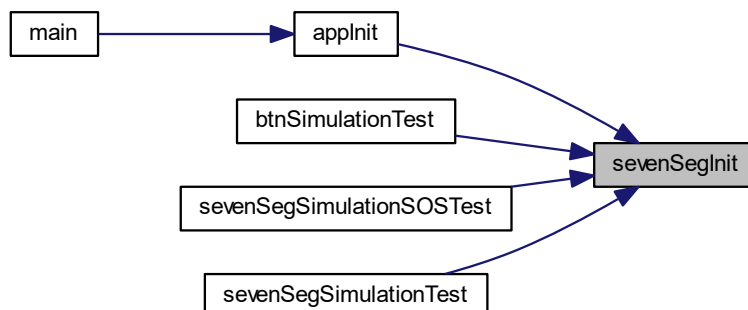 main
appInit
btnSimulationTest
sevenSegInit
sevenSegSimulationSOSTest
sevenSegSimulationTest